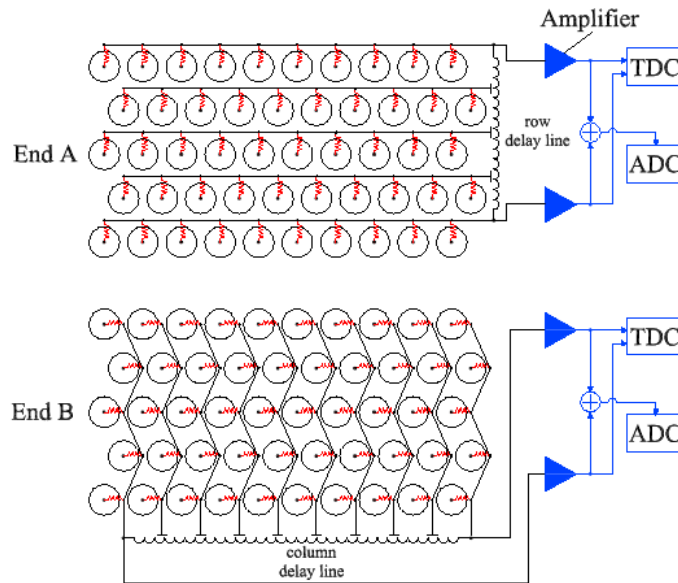 Amplifier
TDC
row
delay line
End A
ADC
TDC
End B
ADC
column
delay line